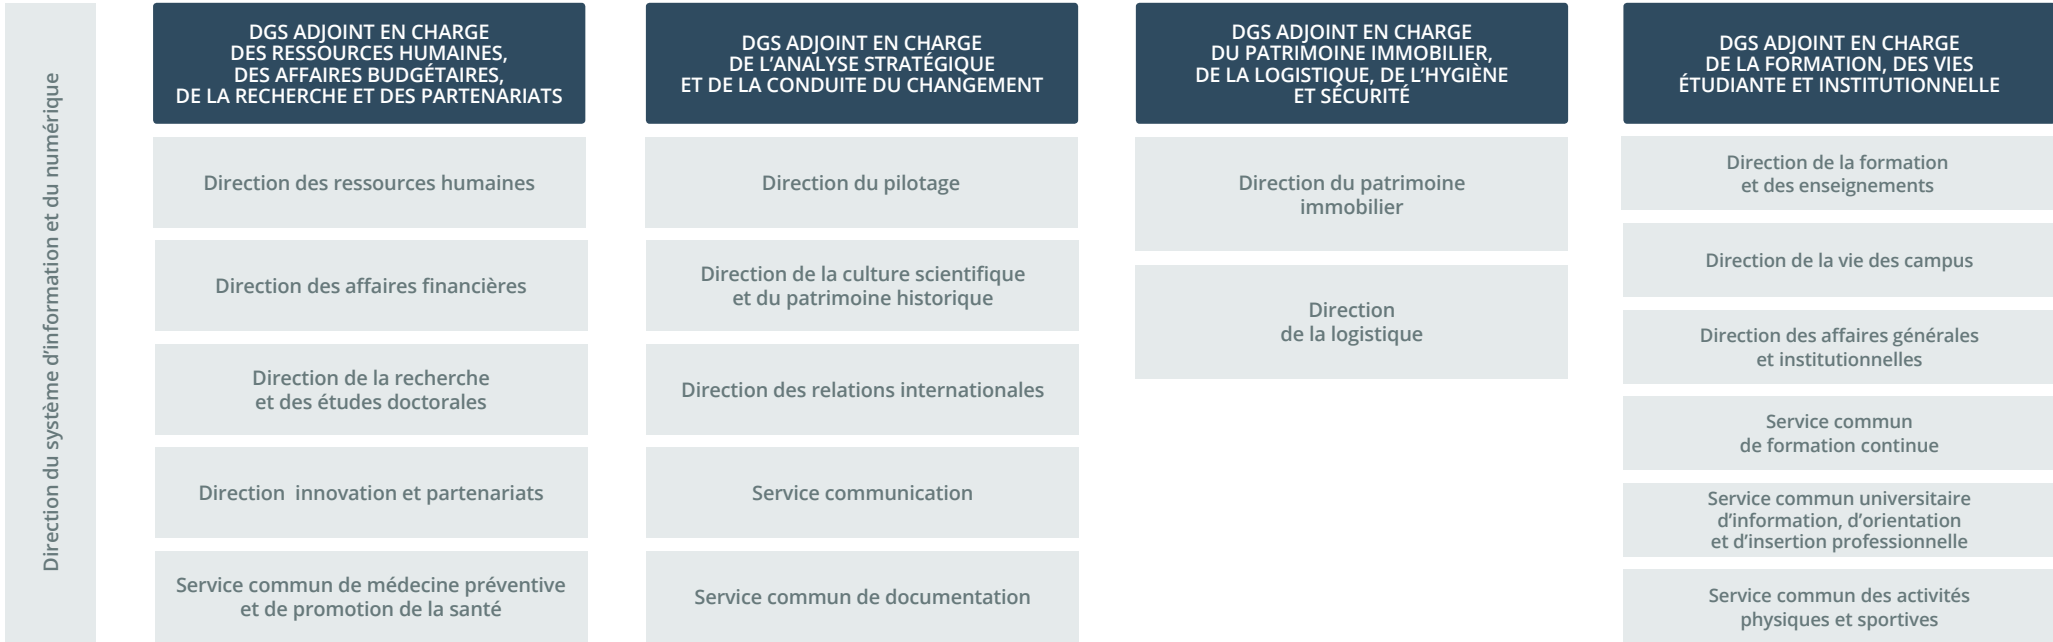 Direction du système d'information et du numérique
DGS ADJOINT EN CHARGE
DES RESSOURCES HUMAINES,
DES AFFAIRES BUDGÉTAIRES,
DE LA RECHERCHE ET DES PARTENARIATS
Direction des ressources humaines
Direction des affaires financières
Direction de la recherche
et des études doctorales
Direction  innovation et partenariats
Service commun de médecine préventive
et de promotion de la santé
DGS ADJOINT EN CHARGE
DE L'ANALYSE STRATÉGIQUE
ET DE LA CONDUITE DU CHANGEMENT
Direction du pilotage
Direction de la culture scientifique
et du patrimoine historique
Direction des relations internationales
Service communication
Service commun de documentation
DGS ADJOINT EN CHARGE
DU PATRIMOINE IMMOBILIER,
DE LA LOGISTIQUE, DE L'HYGIÈNE
ET SÉCURITÉ
Direction du patrimoine
immobilier
Direction
de la logistique
DGS ADJOINT EN CHARGE
DE LA FORMATION, DES VIES
ÉTUDIANTE ET INSTITUTIONNELLE
Direction de la formation
et des enseignements
Direction de la vie des campus
Direction des affaires générales
et institutionnelles
Service commun
de formation continue
Service commun universitaire
d'information, d'orientation
et d'insertion professionnelle
Service commun des activités
physiques et sportives